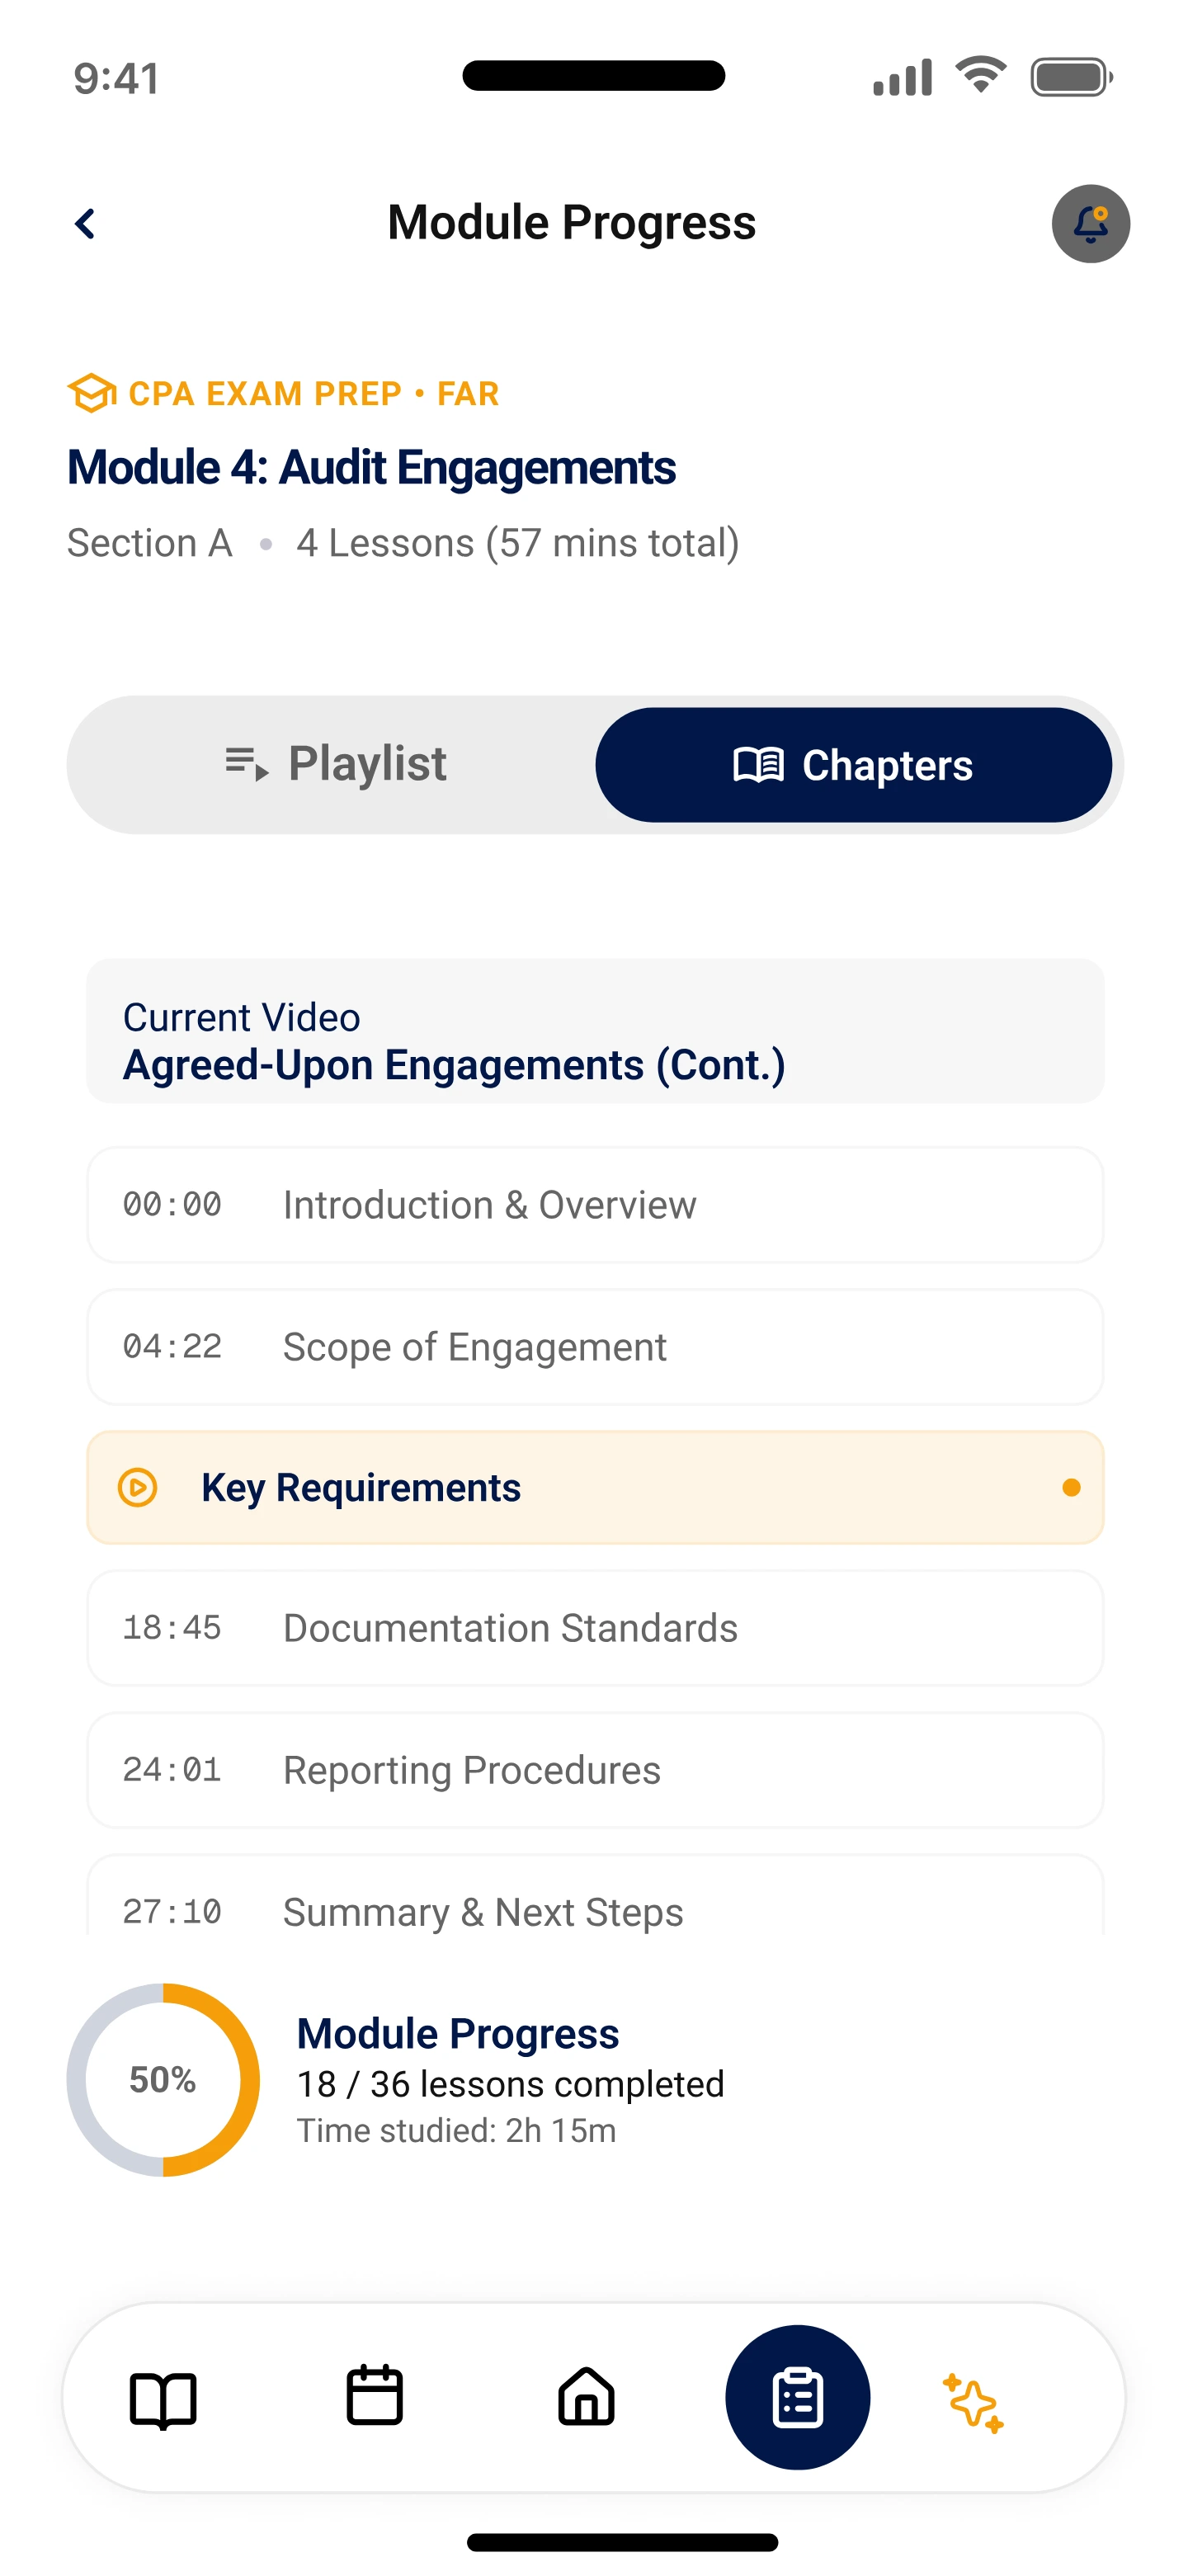 9:41
Module Progress
CPA EXAM PREP • FAR
Module 4: Audit Engagements
Section A • 4 Lessons (57 mins total)
Playlist Chapters
Current Video
Agreed-Upon Engagements (Cont.)
00:00 Introduction & Overview
04:22 Scope of Engagement
Key Requirements
18:45 Documentation Standards
24:01 Reporting Procedures
27:10 Summary & Next Steps
50%
Module Progress
18 / 36 lessons completed
Time studied: 2h 15m